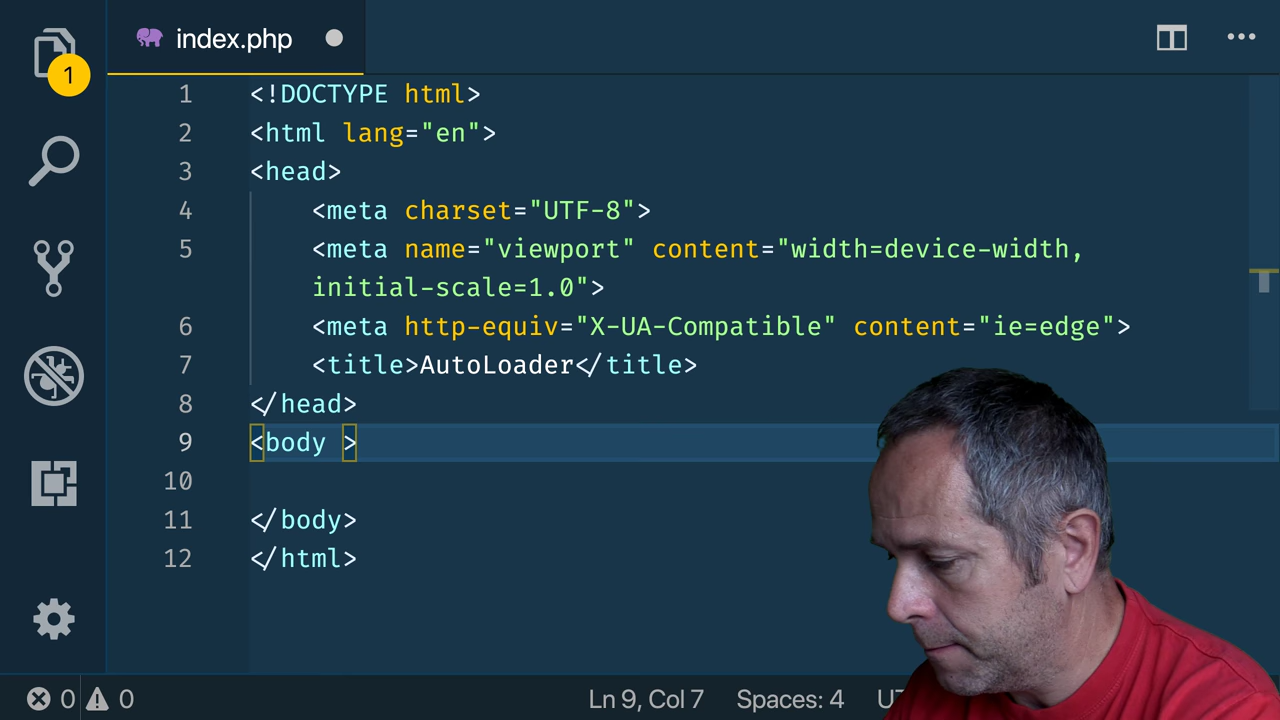 index.php
1
1 <!DOCTYPE html>
2 <html lang="en">
3 <head>
4 <meta charset="UTF-8">
5 <meta name="viewport" content="width=device-width,
initial-scale=1.0">
6 <meta http-equiv="X-UA-Compatible" content="ie=edge">
7 <title>AutoLoader</title>
8 </head>
9 <body >
10
11 </body>
12 </html>
0 0 Ln 9, Col 7 Spaces: 4